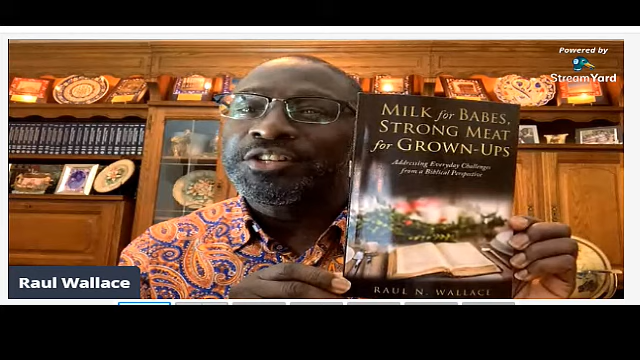 Powered by
StreamYard
MILK for BABES,
STRONG MEAT
for GROWN-UPS
Addressing Everyday Challenges
from a Biblical Perspective
RAUL N. WALLACE
Raul Wallace